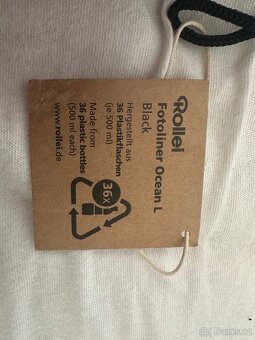 Rollei
Fotoliner Ocean L
Black
Hergestellt aus
36 Plastikflaschen
(je 500 ml)
Made from
36 plastic bottles
(500 ml each)
www.rollei.de
36x